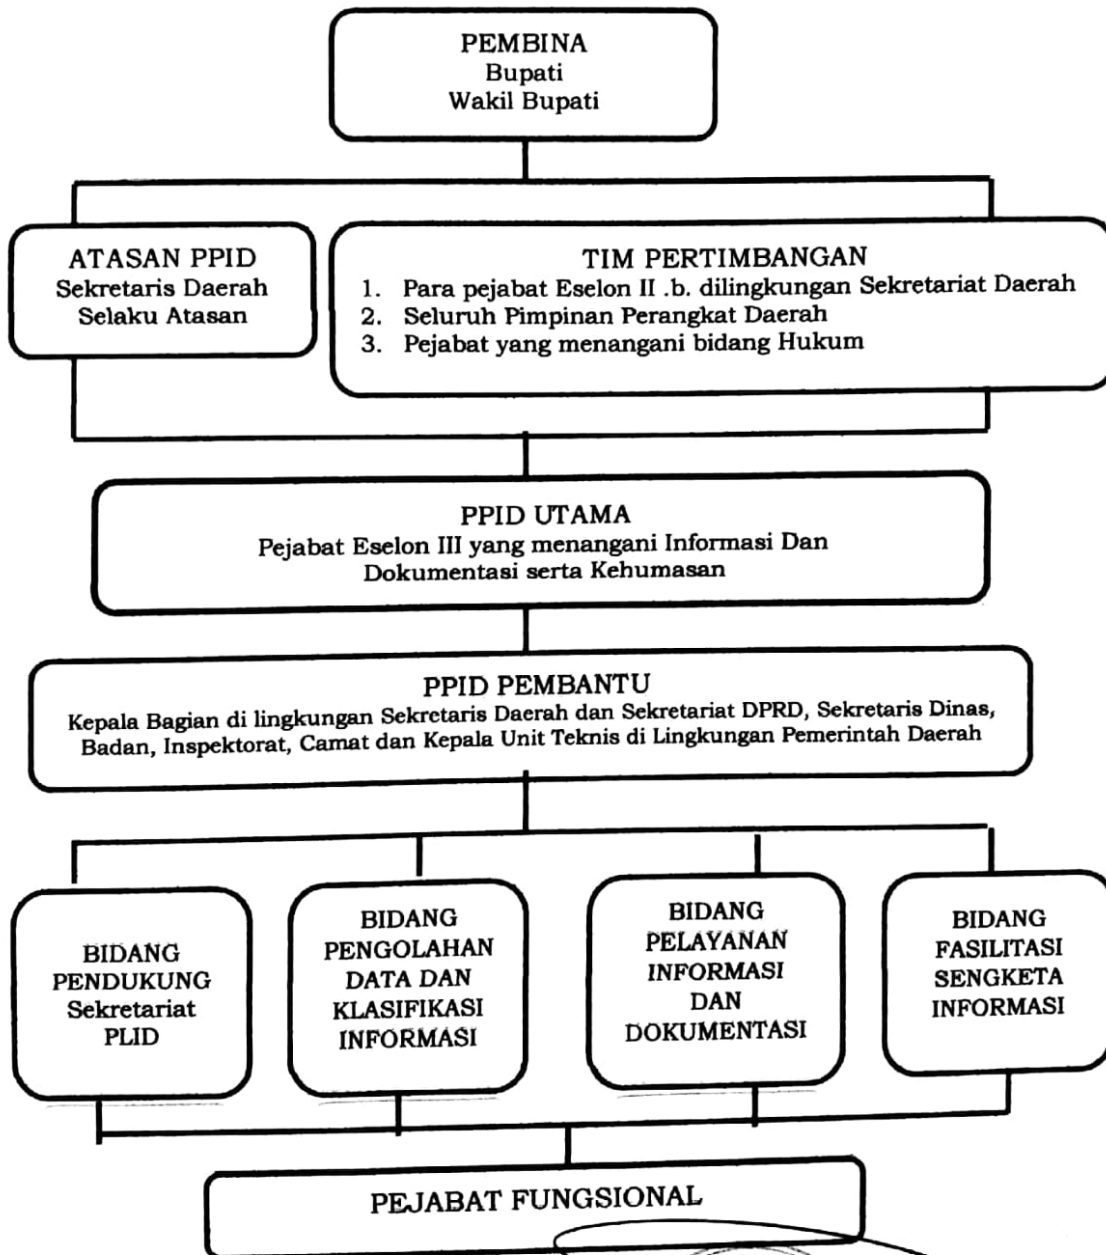 PEMBINA
Bupati
Wakil Bupati
ATASAN PPID
Sekretaris Daerah
Selaku Atasan
TIM PERTIMBANGAN
1. Para pejabat Eselon II .b. dilingkungan Sekretariat Daerah
2. Seluruh Pimpinan Perangkat Daerah
3. Pejabat yang menangani bidang Hukum
PPID UTAMA
Pejabat Eselon III yang menangani Informasi Dan
Dokumentasi serta Kehumasan
PPID PEMBANTU
Kepala Bagian di lingkungan Sekretaris Daerah dan Sekretariat DPRD, Sekretaris Dinas,
Badan, Inspektorat, Camat dan Kepala Unit Teknis di Lingkungan Pemerintah Daerah
BIDANG
PENDUKUNG
Sekretariat
PLID
BIDANG
PENGOLAHAN
DATA DAN
KLASIFIKASI
INFORMASI
BIDANG
PELAYANAN
INFORMASI
DAN
DOKUMENTASI
BIDANG
FASILITASI
SENGKETA
INFORMASI
PEJABAT FUNGSIONAL